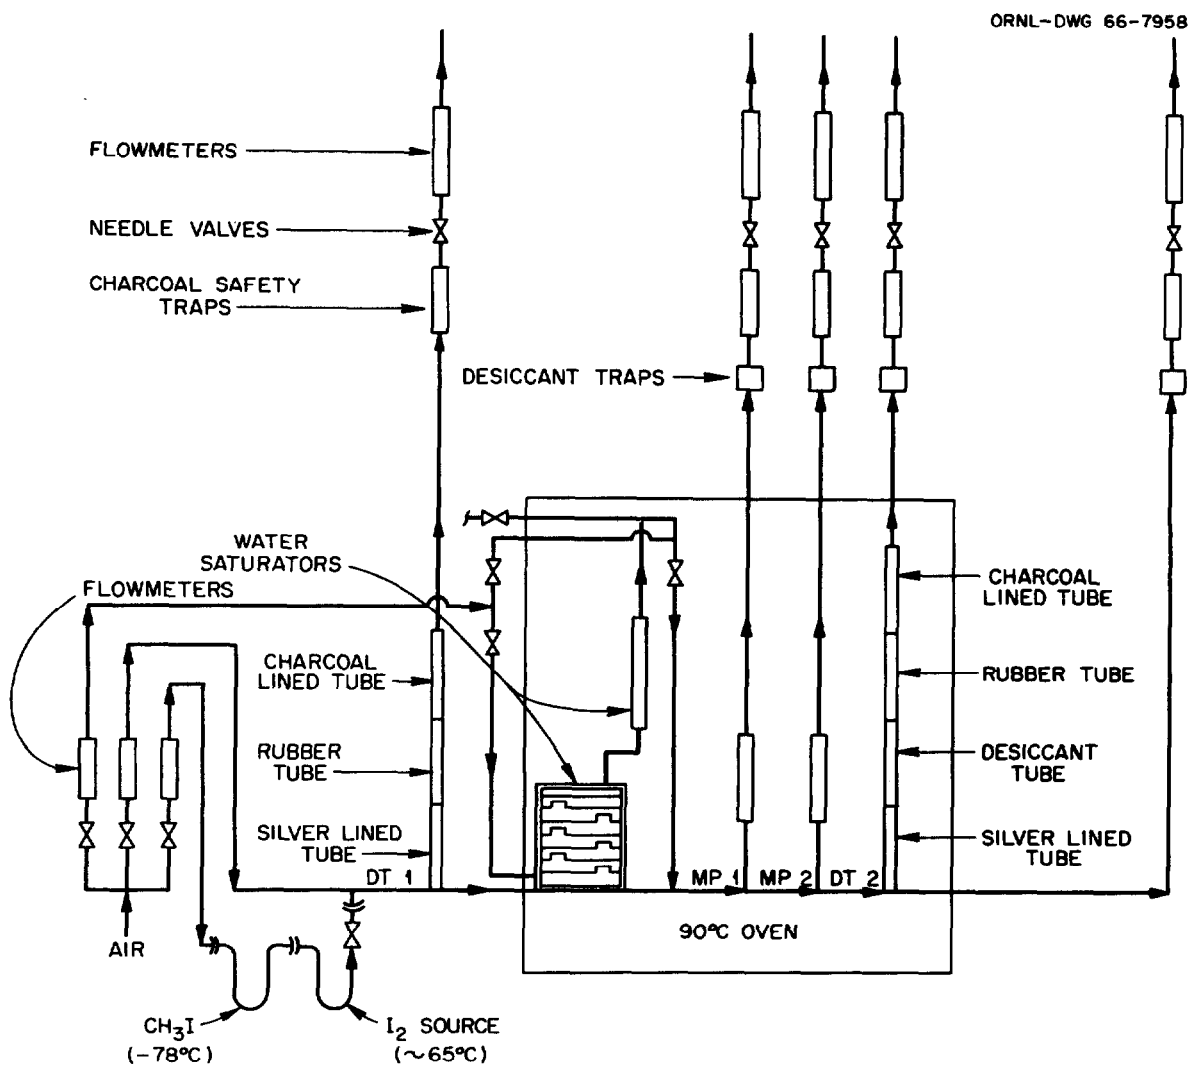 ORNL-DWG 66-7958
FLOWMETERS
NEEDLE VALVES
CHARCOAL SAFETY
TRAPS
DESICCANT TRAPS
WATER
SATURATORS
FLOWMETERS
CHARCOAL
LINED TUBE
CHARCOAL
LINED TUBE
RUBBER
TUBE
RUBBER TUBE
DESICCANT
TUBE
SILVER LINED
TUBE
SILVER LINED
TUBE
DT 1
MP 1
MP 2
DT 2
90°C OVEN
AIR
CH₃I
(-78°C)
I₂ SOURCE
(~65°C)